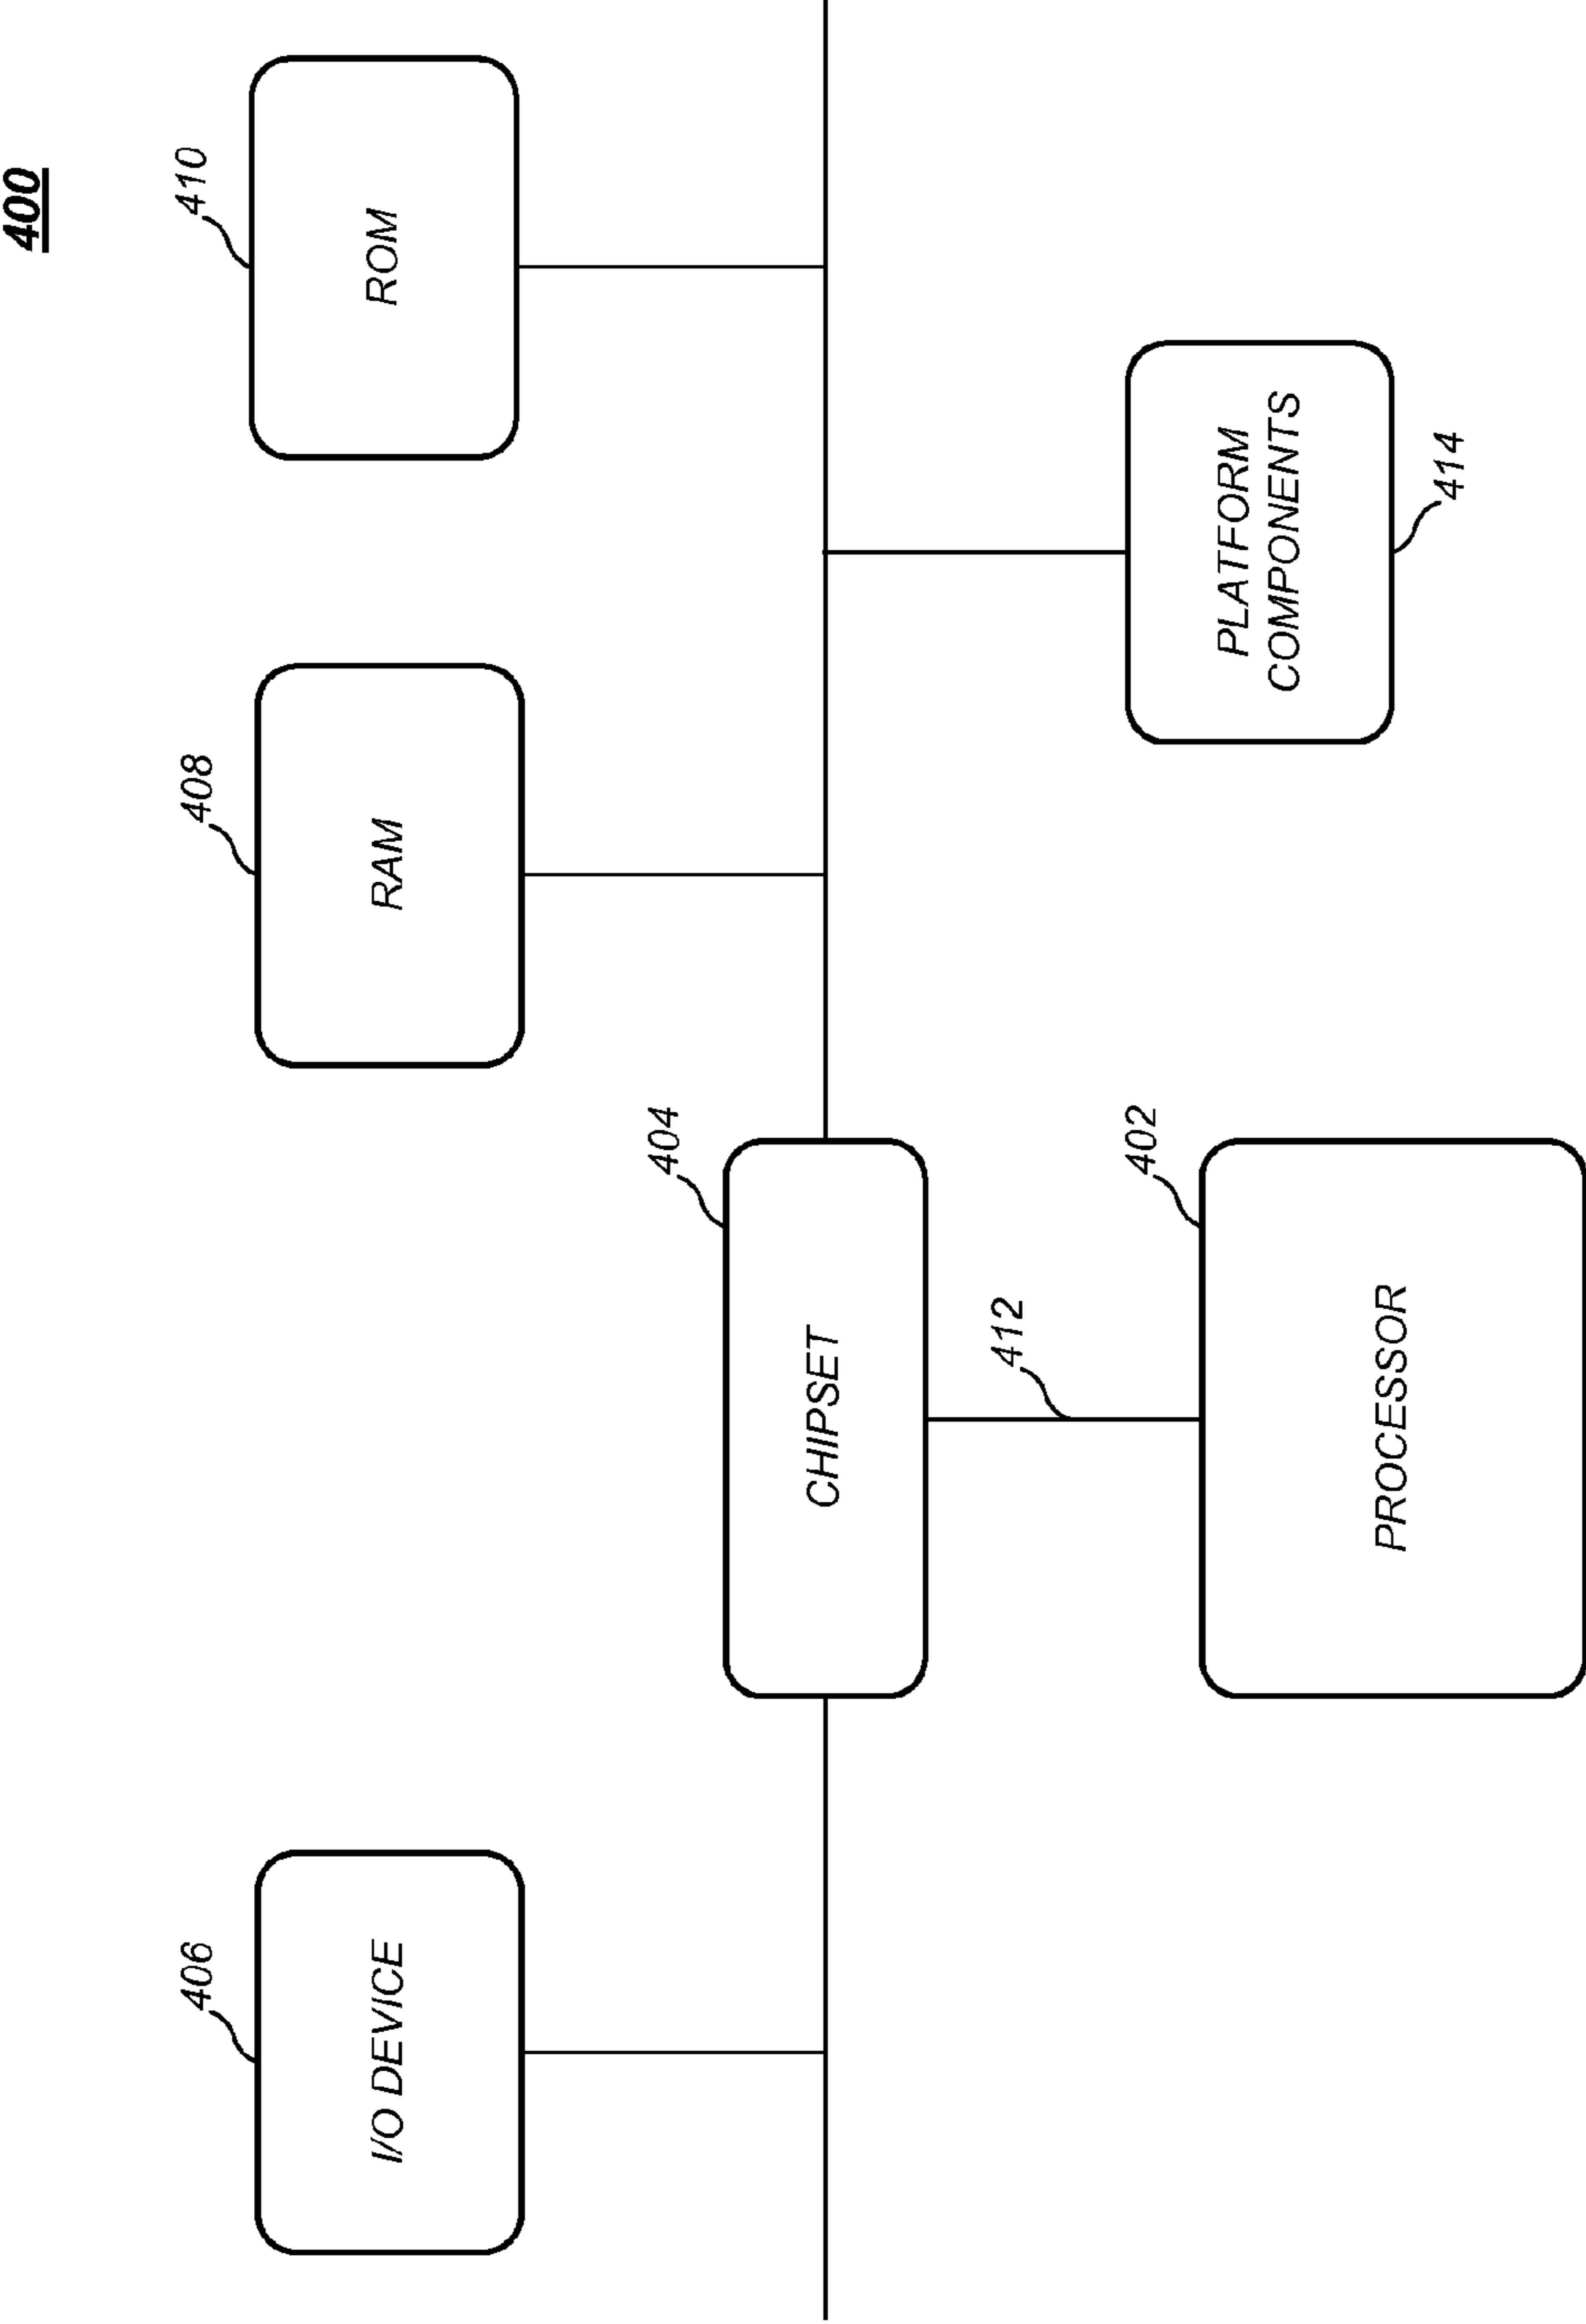 400
406
I/O DEVICE
408
RAM
410
ROM
404
CHIPSET
412
402
PROCESSOR
PLATFORM
COMPONENTS
414